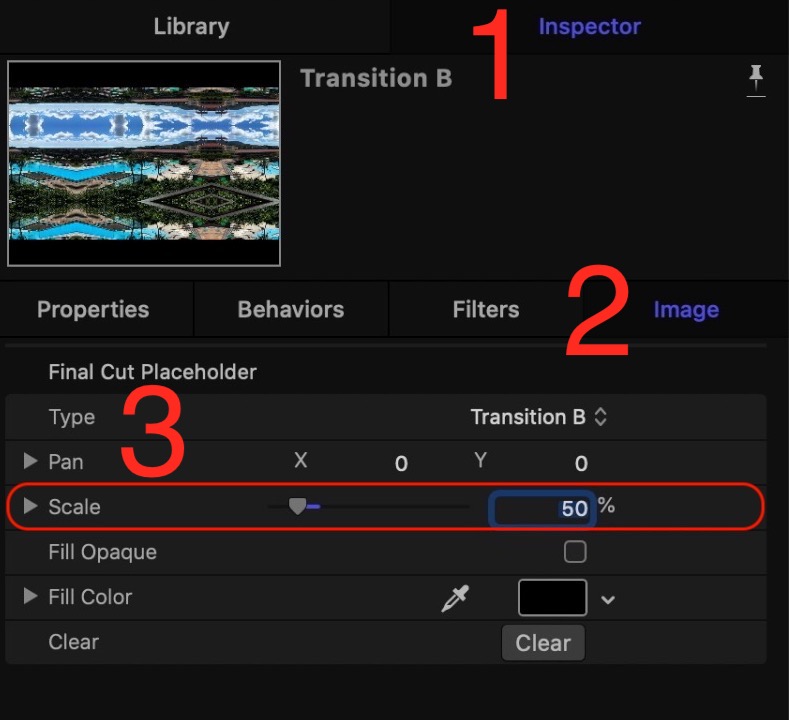 Library 1 Inspector
Transition B
Properties Behaviors Filters 2 Image
Final Cut Placeholder
3
Type Transition B
Pan X 0 Y 0
Scale 50 %
Fill Opaque
Fill Color
Clear Clear